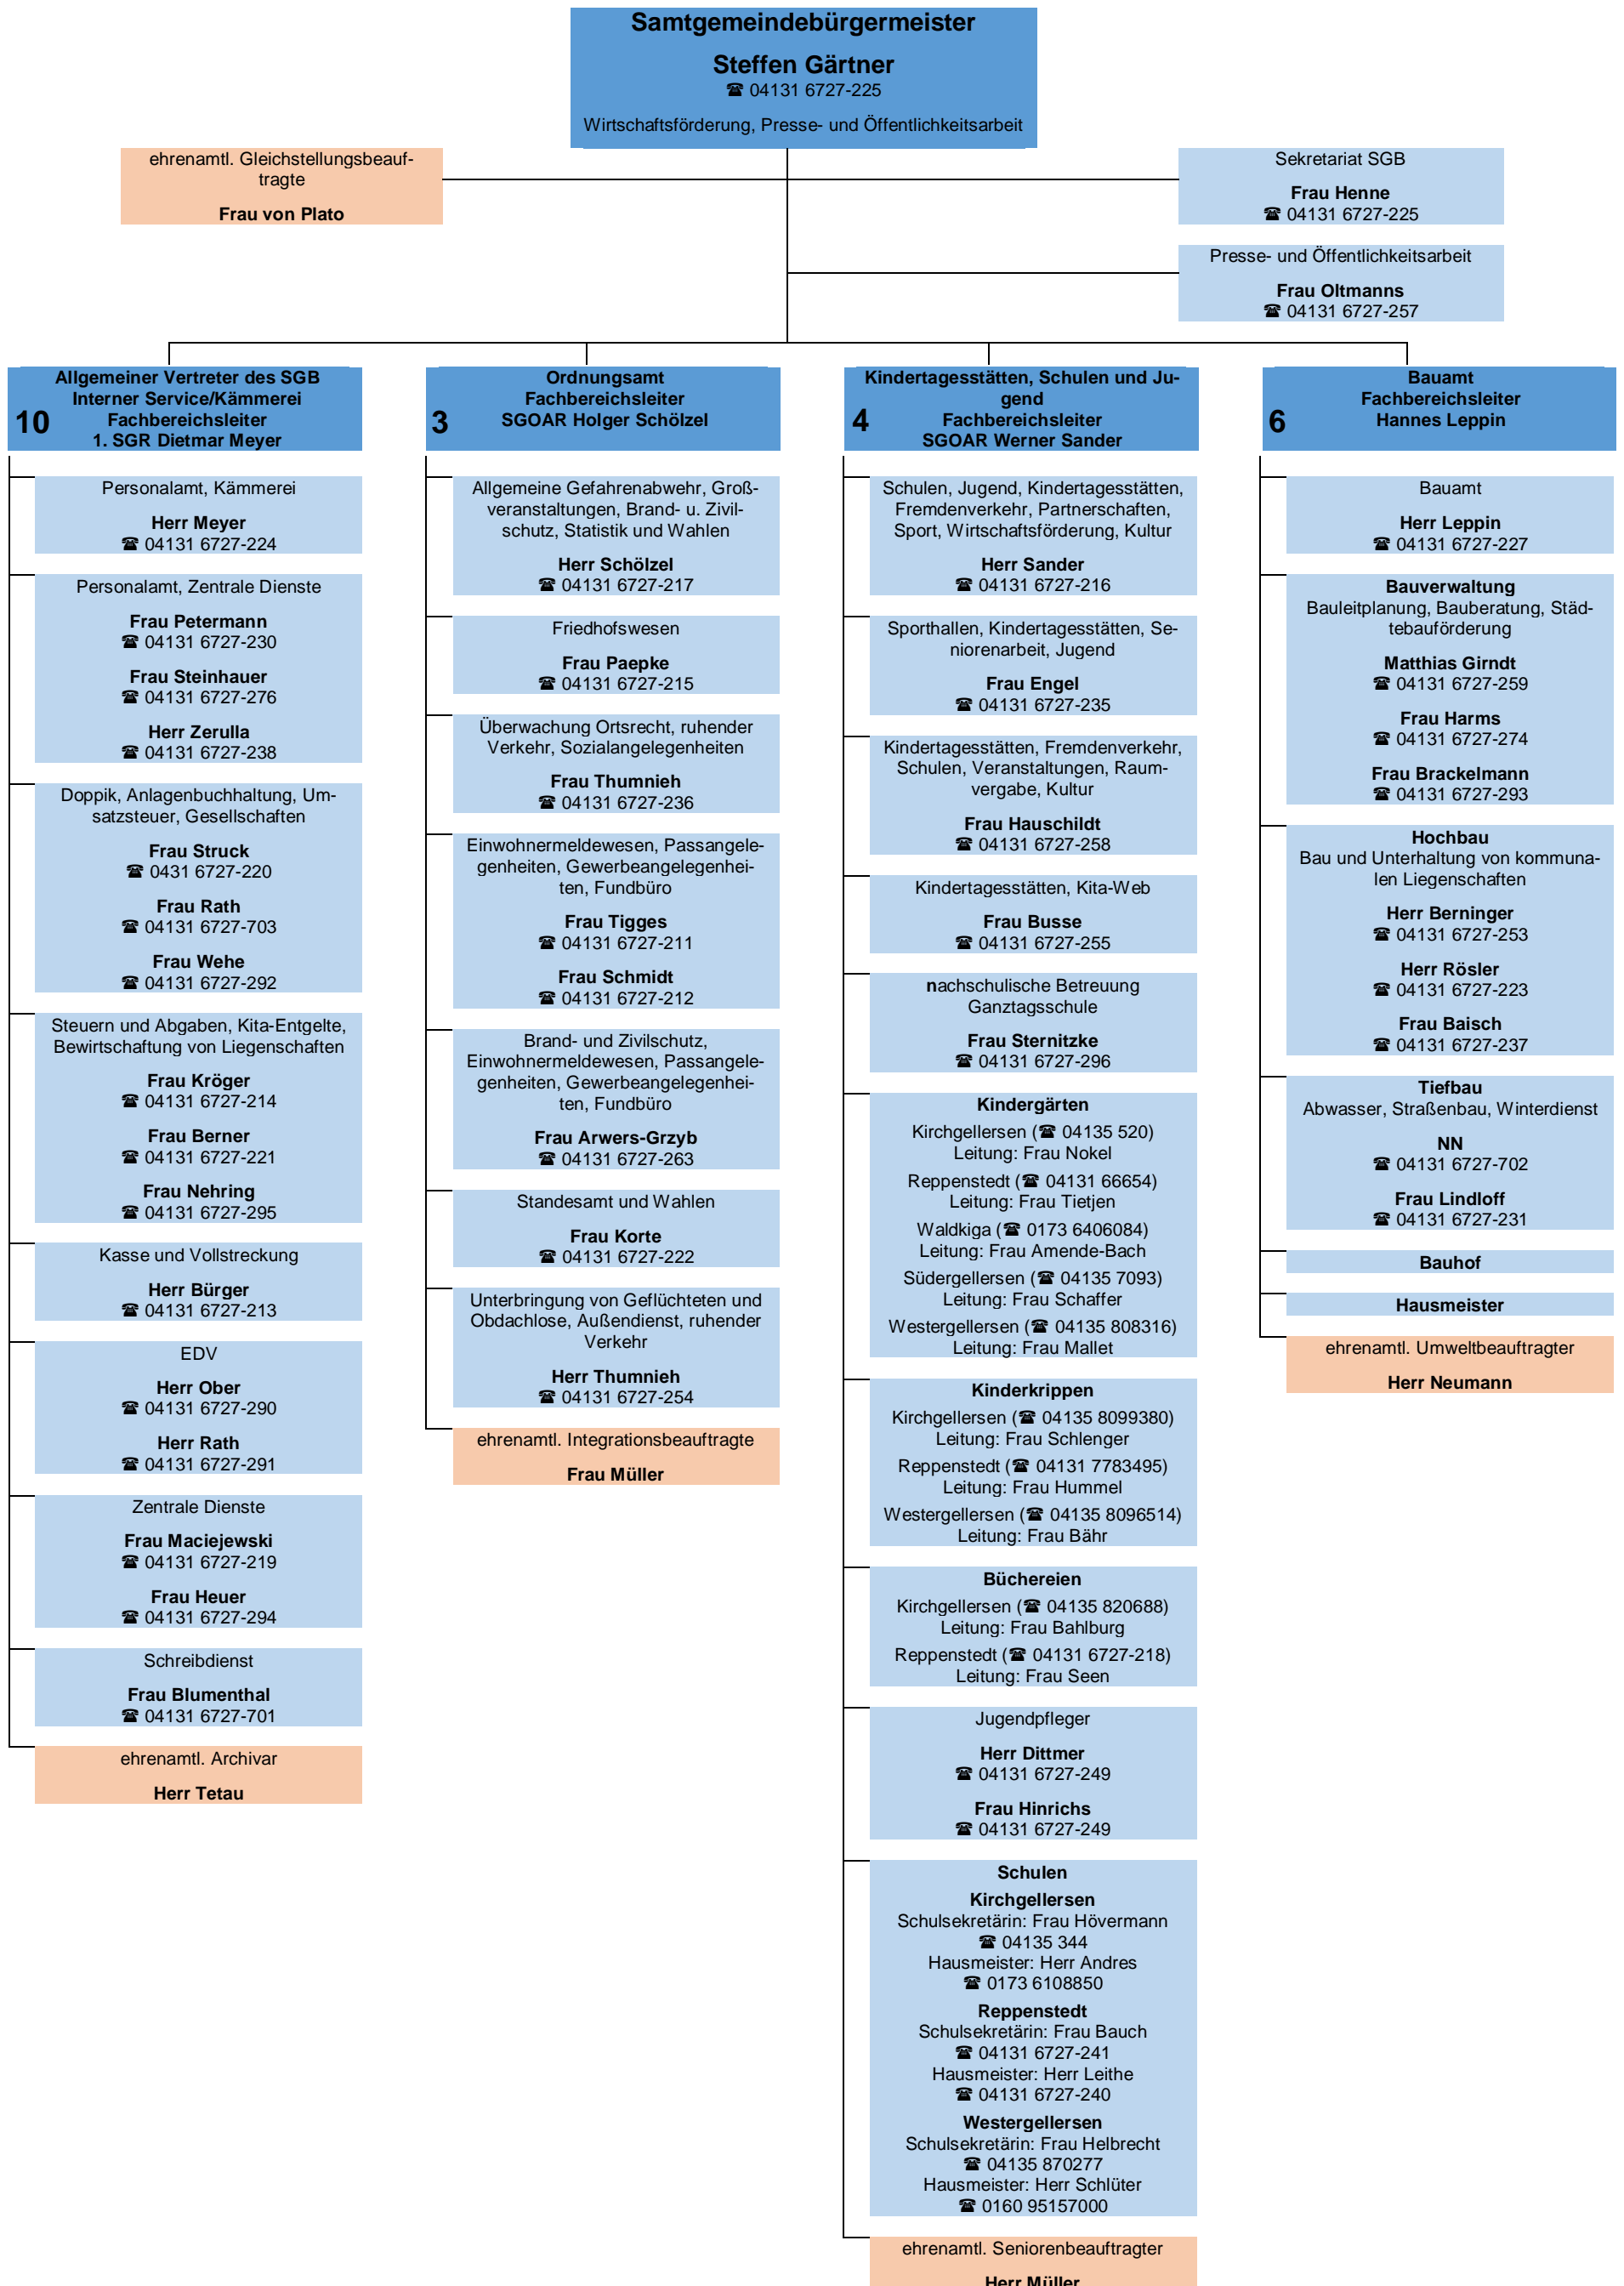 Samtgemeindebürgermeister
Steffen Gärtner
☎ 04131 6727-225
Wirtschaftsförderung, Presse- und Öffentlichkeitsarbeit
ehrenamtl. Gleichstellungsbeauf-
tragte
Frau von Plato
Sekretariat SGB
Frau Henne
☎ 04131 6727-225
Presse- und Öffentlichkeitsarbeit
Frau Oltmanns
☎ 04131 6727-257
10
Allgemeiner Vertreter des SGB
Interner Service/Kämmerei
Fachbereichsleiter
1. SGR Dietmar Meyer
Personalamt, Kämmerei
Herr Meyer
☎ 04131 6727-224
Personalamt, Zentrale Dienste
Frau Petermann
☎ 04131 6727-230
Frau Steinhauer
☎ 04131 6727-276
Herr Zerulla
☎ 04131 6727-238
Doppik, Anlagenbuchhaltung, Um-
satzsteuer, Gesellschaften
Frau Struck
☎ 0431 6727-220
Frau Rath
☎ 04131 6727-703
Frau Wehe
☎ 04131 6727-292
Steuern und Abgaben, Kita-Entgelte,
Bewirtschaftung von Liegenschaften
Frau Kröger
☎ 04131 6727-214
Frau Berner
☎ 04131 6727-221
Frau Nehring
☎ 04131 6727-295
Kasse und Vollstreckung
Herr Bürger
☎ 04131 6727-213
EDV
Herr Ober
☎ 04131 6727-290
Herr Rath
☎ 04131 6727-291
Zentrale Dienste
Frau Maciejewski
☎ 04131 6727-219
Frau Heuer
☎ 04131 6727-294
Schreibdienst
Frau Blumenthal
☎ 04131 6727-701
ehrenamtl. Archivar
Herr Tetau
3
Ordnungsamt
Fachbereichsleiter
SGOAR Holger Schölzel
Allgemeine Gefahrenabwehr, Groß-
veranstaltungen, Brand- u. Zivil-
schutz, Statistik und Wahlen
Herr Schölzel
☎ 04131 6727-217
Friedhofswesen
Frau Paepke
☎ 04131 6727-215
Überwachung Ortsrecht, ruhender
Verkehr, Sozialangelegenheiten
Frau Thumnieh
☎ 04131 6727-236
Einwohnermeldewesen, Passangele-
genheiten, Gewerbeangelegenhei-
ten, Fundbüro
Frau Tigges
☎ 04131 6727-211
Frau Schmidt
☎ 04131 6727-212
Brand- und Zivilschutz,
Einwohnermeldewesen, Passangele-
genheiten, Gewerbeangelegenhei-
ten, Fundbüro
Frau Arwers-Grzyb
☎ 04131 6727-263
Standesamt und Wahlen
Frau Korte
☎ 04131 6727-222
Unterbringung von Geflüchteten und
Obdachlose, Außendienst, ruhender
Verkehr
Herr Thumnieh
☎ 04131 6727-254
ehrenamtl. Integrationsbeauftragte
Frau Müller
4
Kindertagesstätten, Schulen und Ju-
gend
Fachbereichsleiter
SGOAR Werner Sander
Schulen, Jugend, Kindertagesstätten,
Fremdenverkehr, Partnerschaften,
Sport, Wirtschaftsförderung, Kultur
Herr Sander
☎ 04131 6727-216
Sporthallen, Kindertagesstätten, Se-
niorenarbeit, Jugend
Frau Engel
☎ 04131 6727-235
Kindertagesstätten, Fremdenverkehr,
Schulen, Veranstaltungen, Raum-
vergabe, Kultur
Frau Hauschildt
☎ 04131 6727-258
Kindertagesstätten, Kita-Web
Frau Busse
☎ 04131 6727-255
nachschulische Betreuung
Ganztagsschule
Frau Sternitzke
☎ 04131 6727-296
Kindergärten
Kirchgellersen (☎ 04135 520)
Leitung: Frau Nokel
Reppenstedt (☎ 04131 66654)
Leitung: Frau Tietjen
Waldkiga (☎ 0173 6406084)
Leitung: Frau Amende-Bach
Südergellersen (☎ 04135 7093)
Leitung: Frau Schaffer
Westergellersen (☎ 04135 808316)
Leitung: Frau Mallet
Kinderkrippen
Kirchgellersen (☎ 04135 8099380)
Leitung: Frau Schlenger
Reppenstedt (☎ 04131 7783495)
Leitung: Frau Hummel
Westergellersen (☎ 04135 8096514)
Leitung: Frau Bähr
Büchereien
Kirchgellersen (☎ 04135 820688)
Leitung: Frau Bahlburg
Reppenstedt (☎ 04131 6727-218)
Leitung: Frau Seen
Jugendpfleger
Herr Dittmer
☎ 04131 6727-249
Frau Hinrichs
☎ 04131 6727-249
Schulen
Kirchgellersen
Schulsekretärin: Frau Hövermann
☎ 04135 344
Hausmeister: Herr Andres
☎ 0173 6108850
Reppenstedt
Schulsekretärin: Frau Bauch
☎ 04131 6727-241
Hausmeister: Herr Leithe
☎ 04131 6727-240
Westergellersen
Schulsekretärin: Frau Helbrecht
☎ 04135 870277
Hausmeister: Herr Schlüter
☎ 0160 95157000
ehrenamtl. Seniorenbeauftragter
Herr Müller
6
Bauamt
Fachbereichsleiter
Hannes Leppin
Bauamt
Herr Leppin
☎ 04131 6727-227
Bauverwaltung
Bauleitplanung, Bauberatung, Städ-
tebauförderung
Matthias Girndt
☎ 04131 6727-259
Frau Harms
☎ 04131 6727-274
Frau Brackelmann
☎ 04131 6727-293
Hochbau
Bau und Unterhaltung von kommuna-
len Liegenschaften
Herr Berninger
☎ 04131 6727-253
Herr Rösler
☎ 04131 6727-223
Frau Baisch
☎ 04131 6727-237
Tiefbau
Abwasser, Straßenbau, Winterdienst
NN
☎ 04131 6727-702
Frau Lindloff
☎ 04131 6727-231
Bauhof
Hausmeister
ehrenamtl. Umweltbeauftragter
Herr Neumann